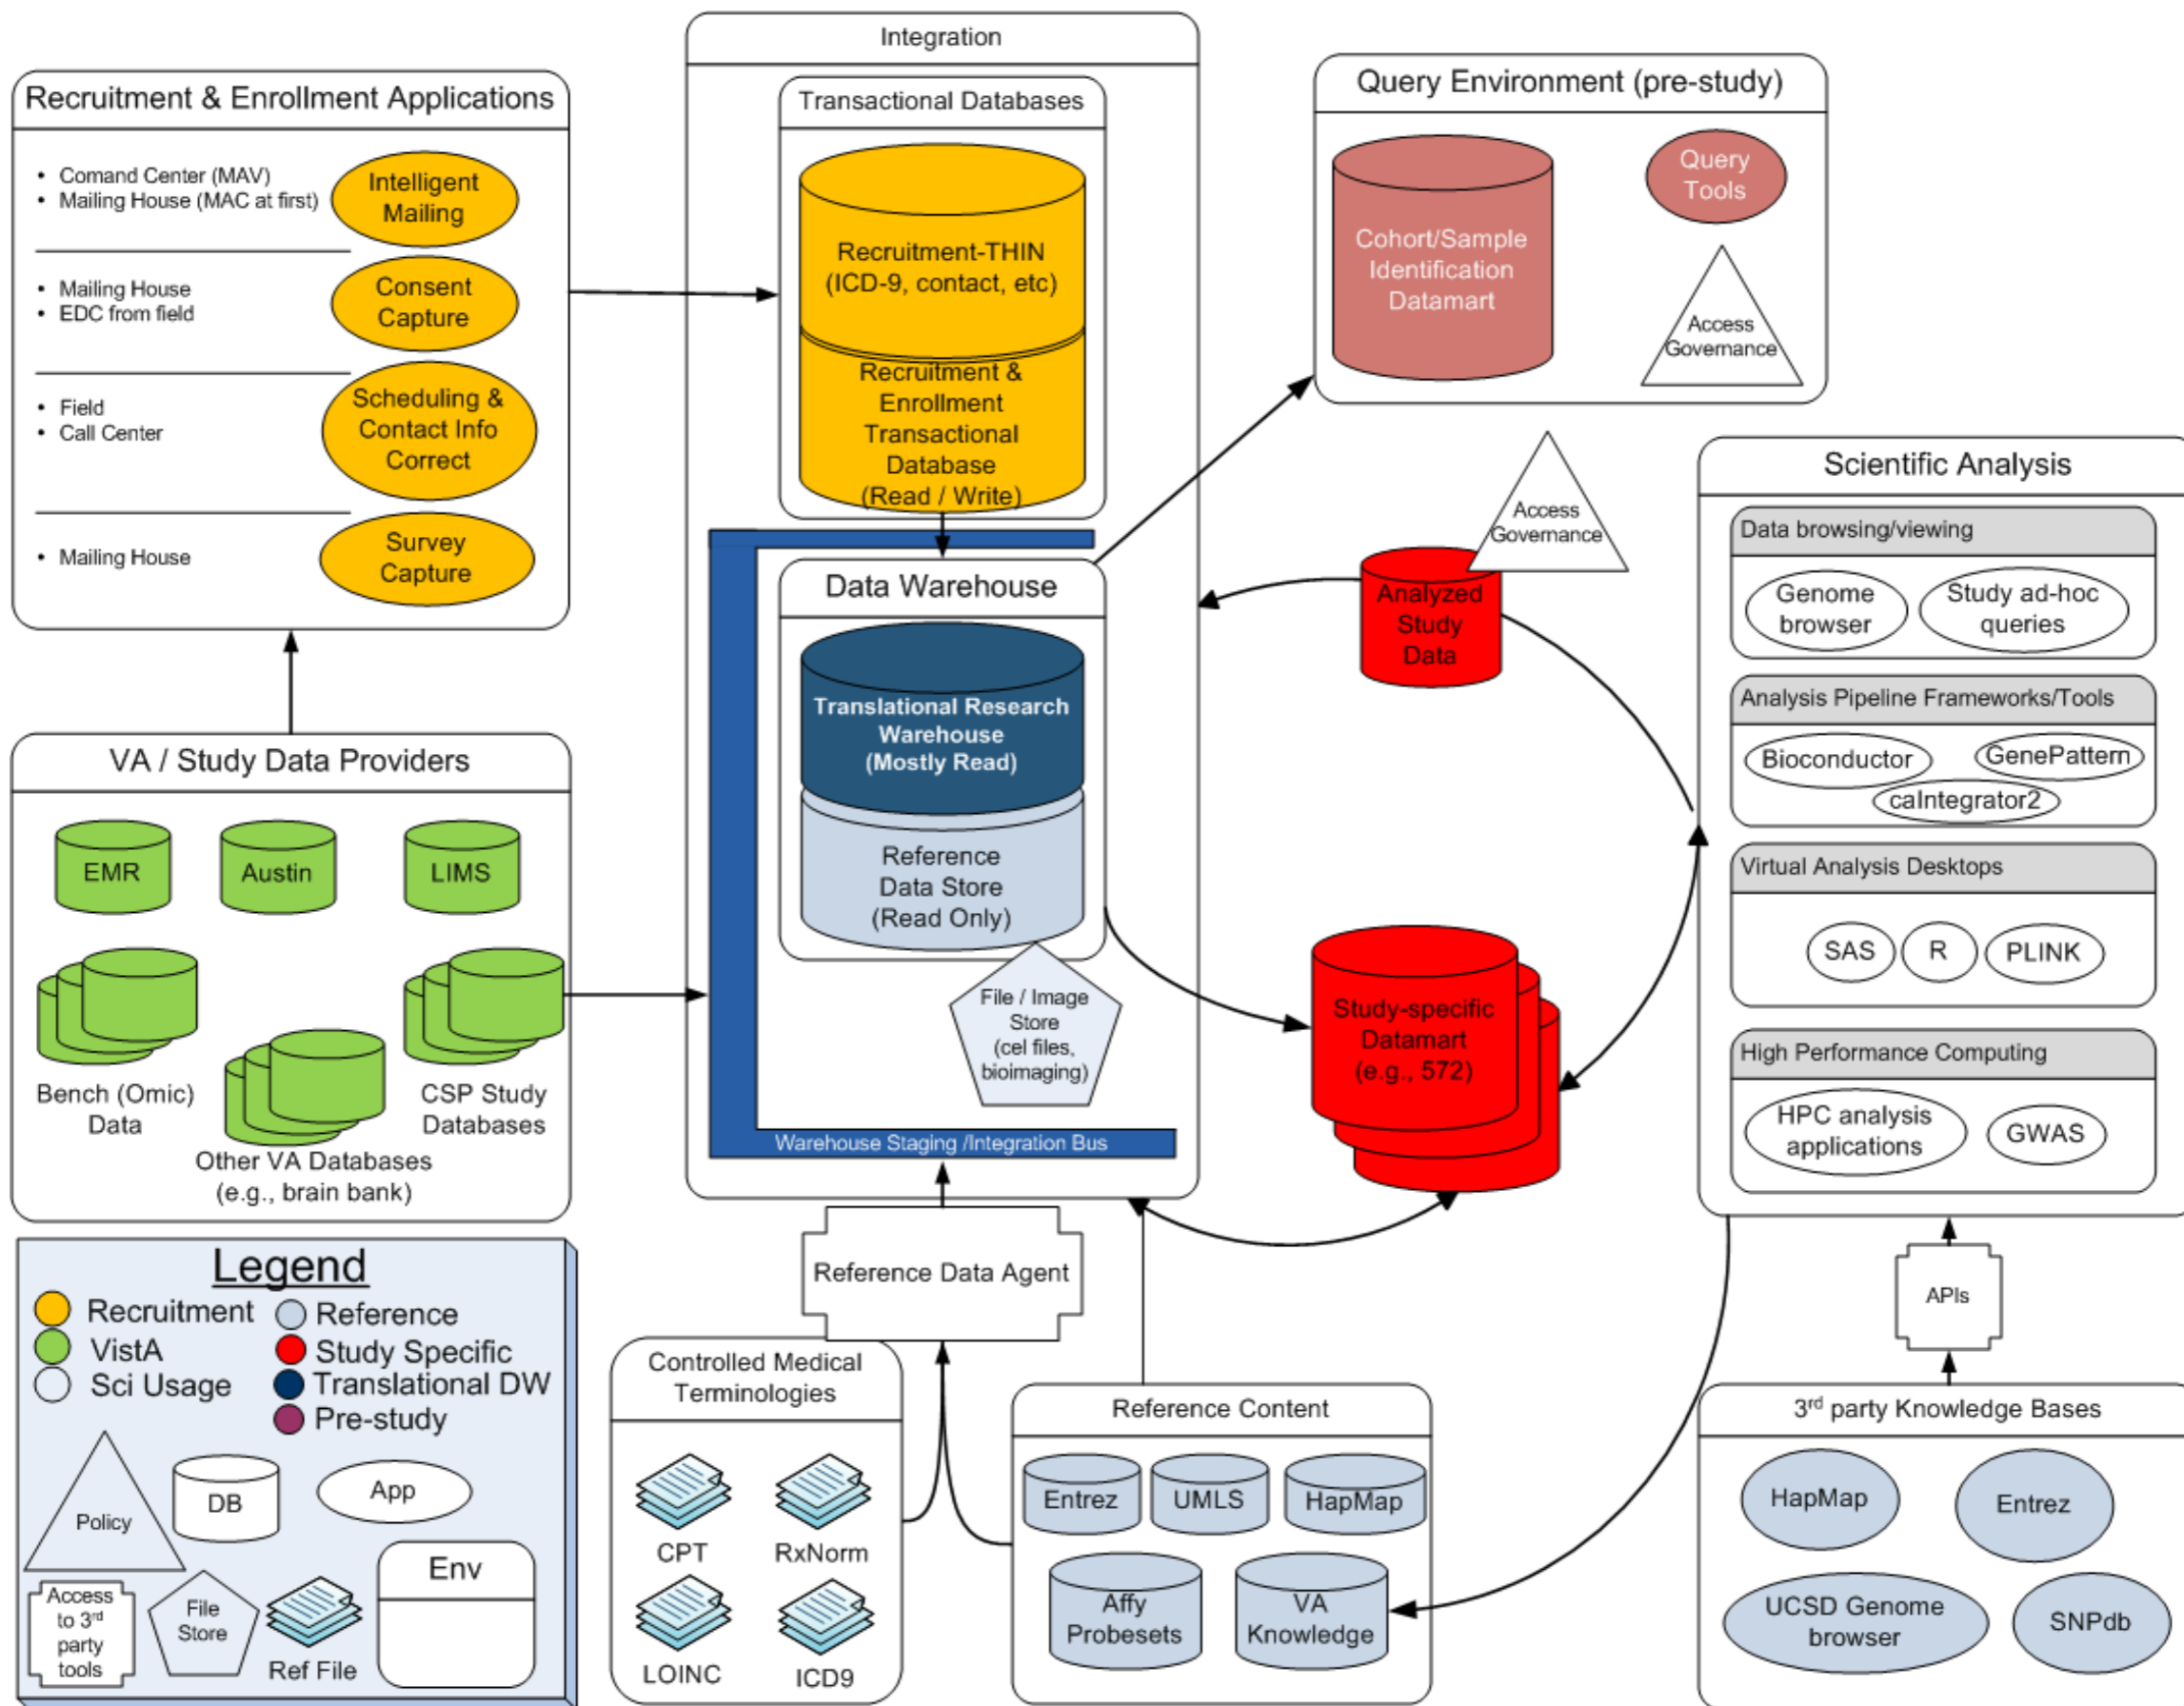 Integration
Transactional Databases
Recruitment-THIN
(ICD-9, contact, etc)
Recruitment &
Enrollment
Transactional
Database
(Read / Write)
Data Warehouse
Translational Research
Warehouse
(Mostly Read)
Reference
Data Store
(Read Only)
File / Image
Store
(cel files,
bioimaging)
Warehouse Staging /Integration Bus
Recruitment & Enrollment Applications
• Comand Center (MAV)
• Mailing House (MAC at first)
Intelligent
Mailing
• Mailing House
• EDC from field
Consent
Capture
• Field
• Call Center
Scheduling &
Contact Info
Correct
• Mailing House
Survey
Capture
VA / Study Data Providers
EMR
Austin
LIMS
Bench (Omic)
Data
CSP Study
Databases
Other VA Databases
(e.g., brain bank)
Query Environment (pre-study)
Cohort/Sample
Identification
Datamart
Query
Tools
Access
Governance
Access
Governance
Analyzed
Study
Data
Study-specific
Datamart
(e.g., 572)
Scientific Analysis
Data browsing/viewing
Genome
browser
Study ad-hoc
queries
Analysis Pipeline Frameworks/Tools
Bioconductor
GenePattern
caIntegrator2
Virtual Analysis Desktops
SAS
R
PLINK
High Performance Computing
HPC analysis
applications
GWAS
APIs
3rd party Knowledge Bases
HapMap
Entrez
UCSD Genome
browser
SNPdb
Reference Data Agent
Controlled Medical
Terminologies
CPT
RxNorm
LOINC
ICD9
Reference Content
Entrez
UMLS
HapMap
Affy
Probesets
VA
Knowledge
Legend
Recruitment
VistA
Sci Usage
Reference
Study Specific
Translational DW
Pre-study
Policy
DB
App
Access
to 3rd
party
tools
File
Store
Ref File
Env